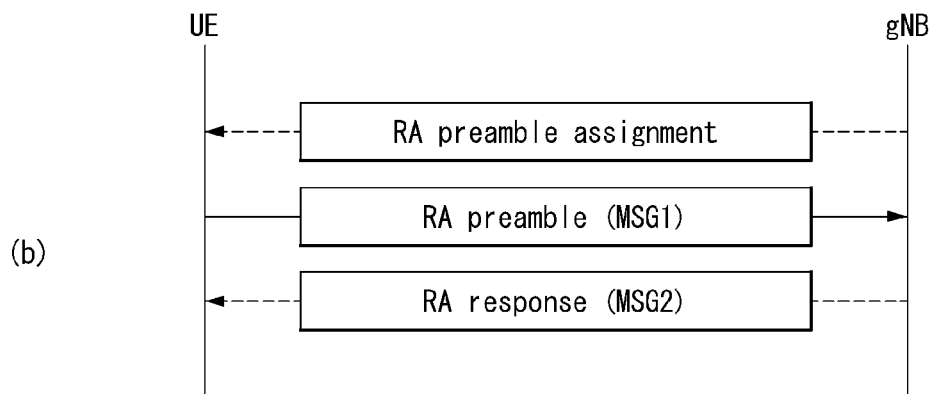 UE gNB
RA preamble assignment
RA preamble (MSG1)
(b)
RA response (MSG2)